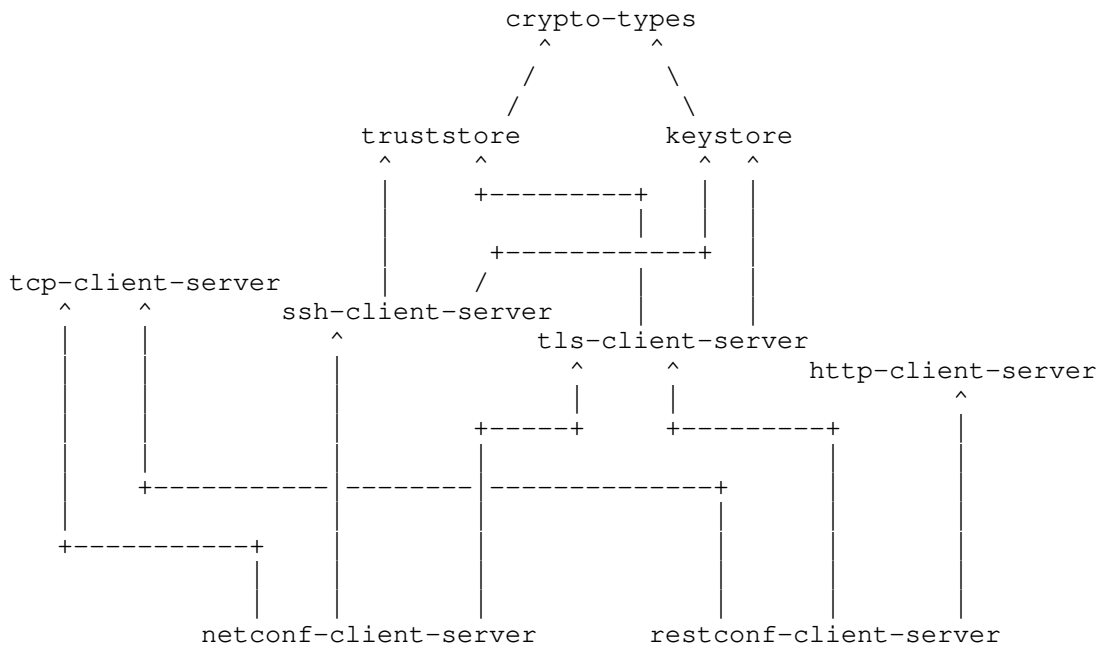 crypto-types
truststore keystore
tcp-client-server
ssh-client-server
tls-client-server
http-client-server
netconf-client-server restconf-client-server